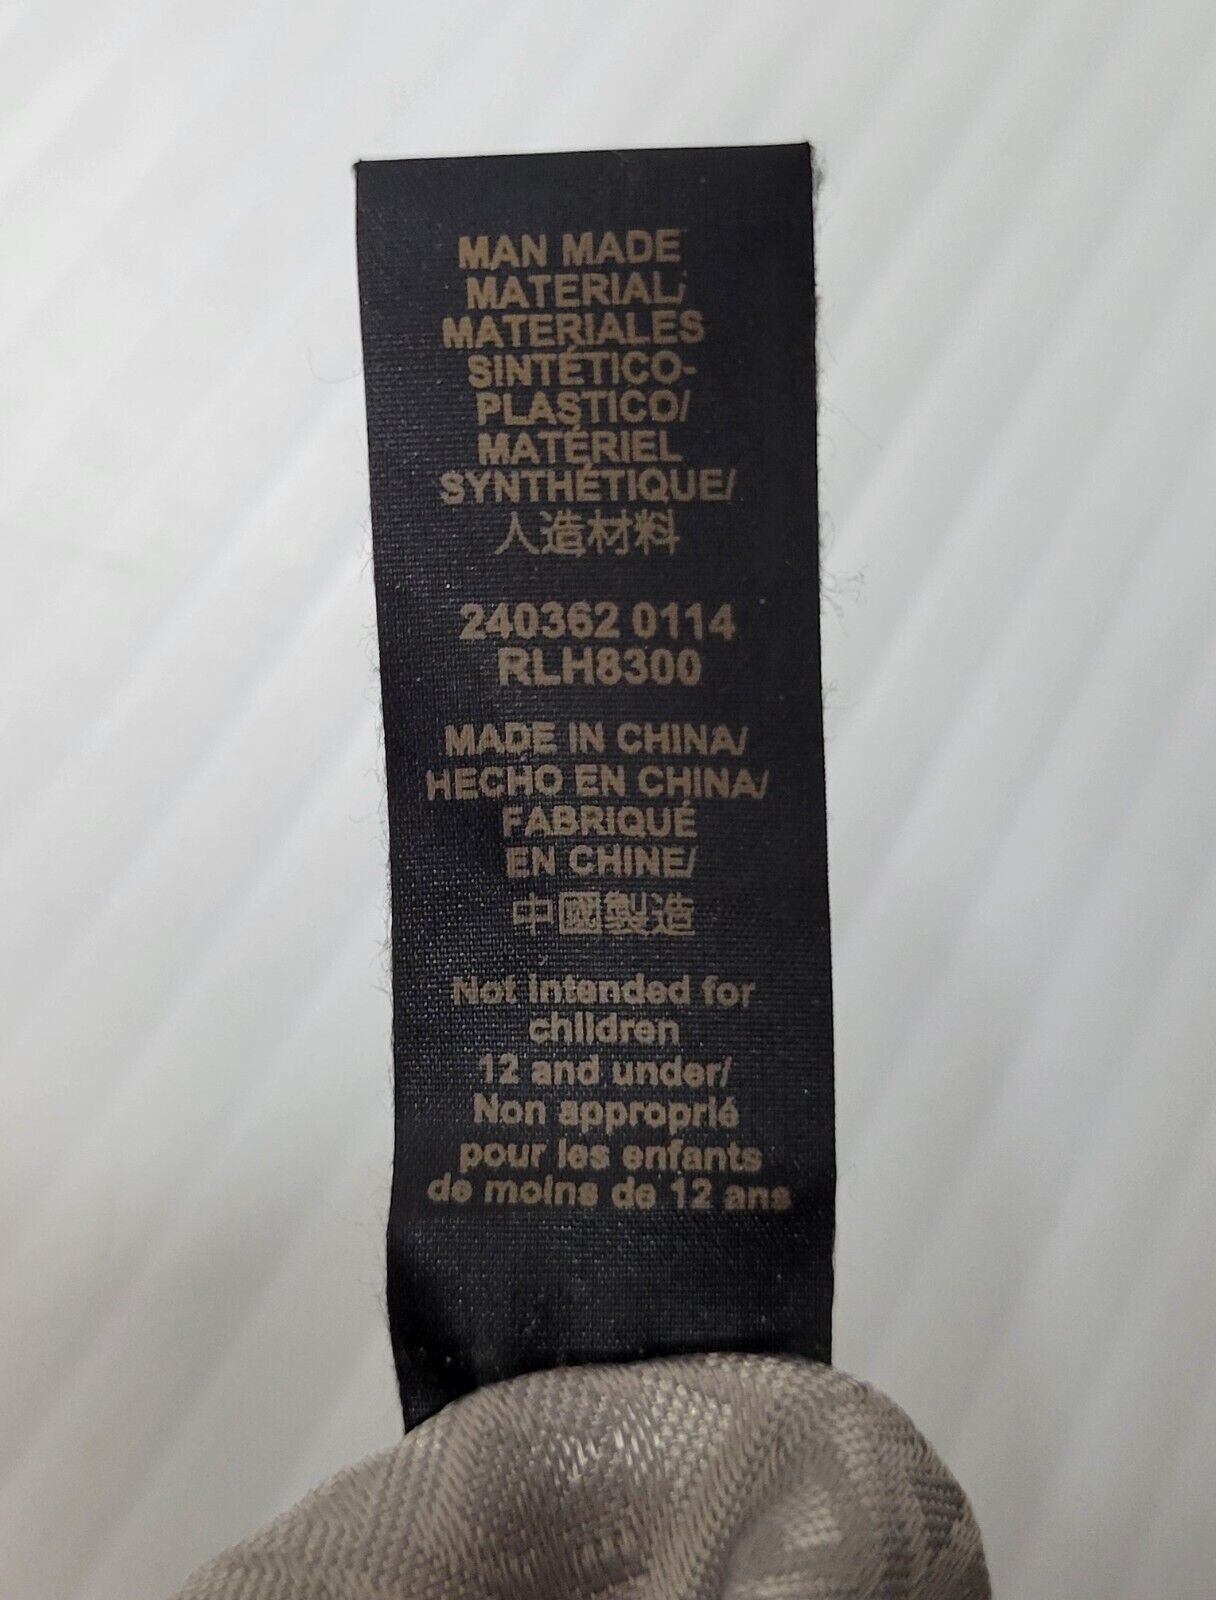 MAN MADE
MATERIAL/
MATERIALES
SINTÉTICO-
PLASTICO/
MATÉRIEL
SYNTHÉTIQUE/
人造材料
240362 0114
RLH8300
MADE IN CHINA/
HECHO EN CHINA/
FABRIQUÉ
EN CHINE/
中國製造
Not intended for
children
12 and under/
Non approprié
pour les enfants
de moins de 12 ans